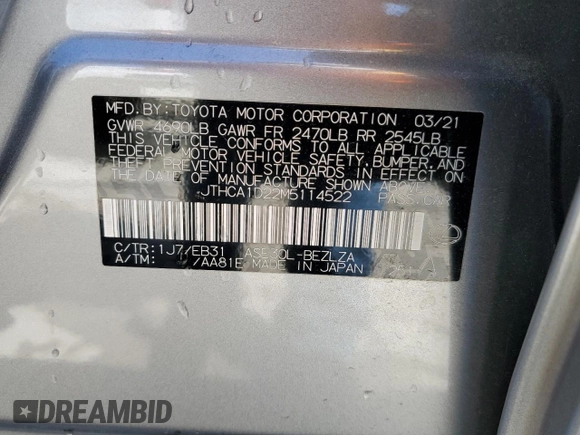 MFD. BY: TOYOTA MOTOR CORPORATION 03/21
GVWR 4690LB GAWR FR 2470LB RR 2545LB
THIS VEHICLE CONFORMS TO ALL APPLICABLE
FEDERAL MOTOR VEHICLE SAFETY, BUMPER, AND
THEFT PREVENTION STANDARDS IN EFFECT ON
THE DATE OF MANUFACTURE SHOWN ABOVE.
JTHCA1D22M5114522 PASS. CAR
C/TR: 1J7/EB31 ASE30L-BEZLZA
A/TM: /AA81E MADE IN JAPAN
DREAMBID